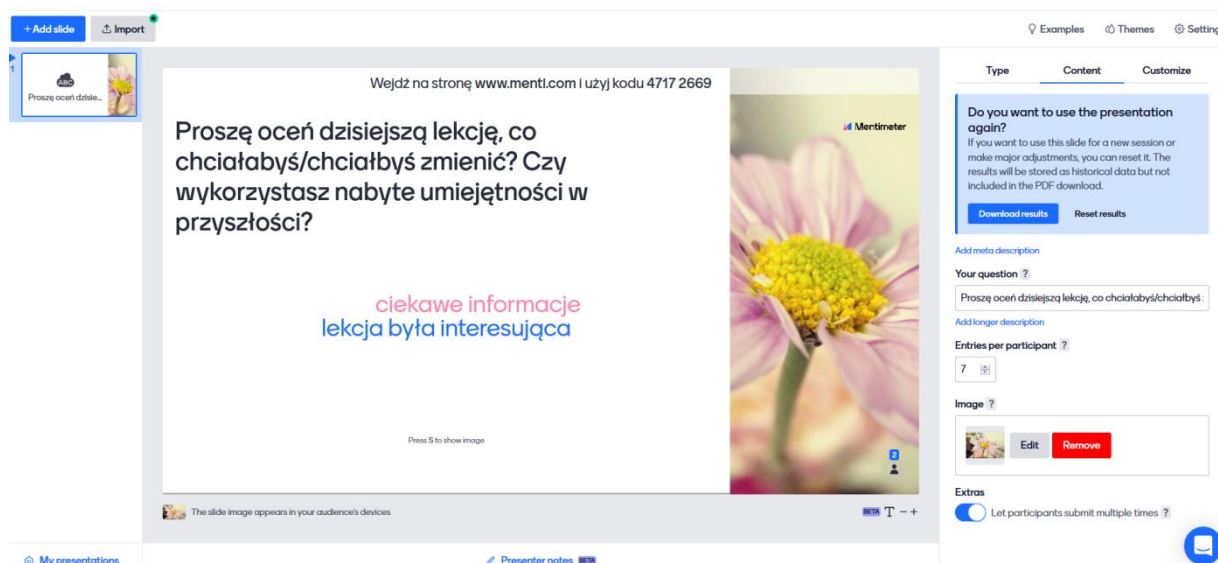 +Add slide
Import
Examples
Themes
Setting
1
ABC
Proszę oceń dzisie...
Wejdź na stronę www.menti.com i użyj kodu 4717 2669
Proszę oceń dzisiejszą lekcję, co
chciałabyś/chciałbyś zmienić? Czy
wykorzystasz nabyte umiejętności w
przyszłości?
Mentimeter
ciekawe informacje
lekcja była interesująca
Press S to show image
2
The slide image appears in your audience's devices
BETA T − +
My presentations
Presenter notes BETA
Type
Content
Customize
Do you want to use the presentation
again?
If you want to use this slide for a new session or
make major adjustments, you can reset it. The
results will be stored as historical data but not
included in the PDF download.
Download results
Reset results
Add meta description
Your question ?
Proszę oceń dzisiejszą lekcję, co chciałabyś/chciałbyś
Add longer description
Entries per participant ?
7
Image ?
Edit
Remove
Extras
Let participants submit multiple times ?